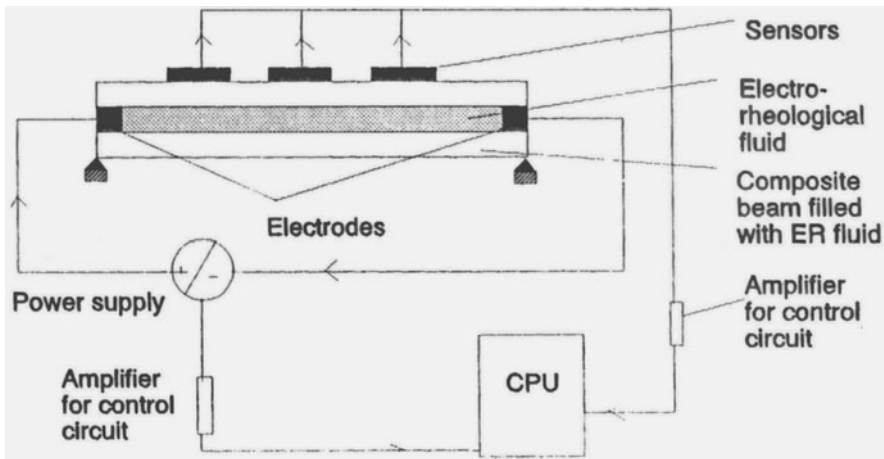 Sensors
Electro-
rheological
fluid
Composite
beam filled
with ER fluid
Electrodes
+
-
Power supply
Amplifier
for control
circuit
CPU
Amplifier
for control
circuit